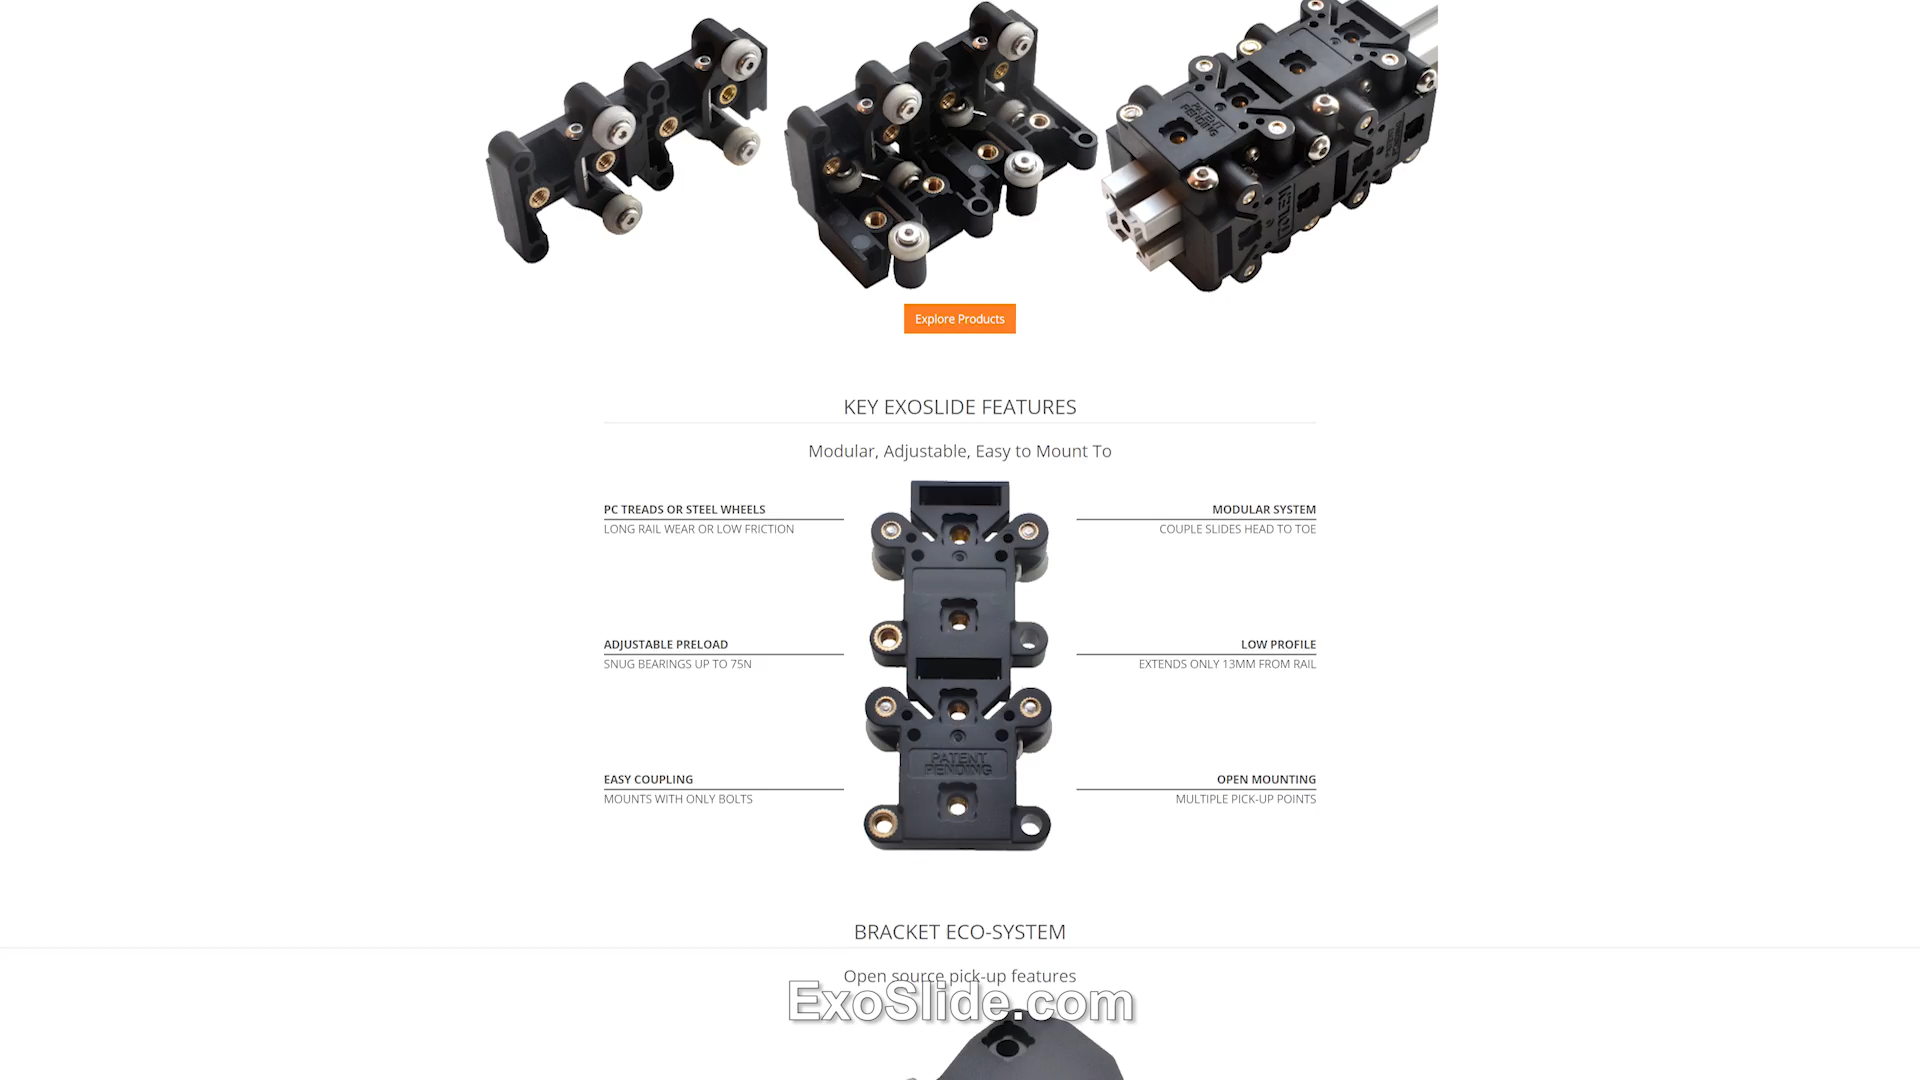 PATENT
PENDING
Explore Products
KEY EXOSLIDE FEATURES
Modular, Adjustable, Easy to Mount To
PC TREADS OR STEEL WHEELS
LONG RAIL WEAR OR LOW FRICTION
MODULAR SYSTEM
COUPLE SLIDES HEAD TO TOE
ADJUSTABLE PRELOAD
SNUG BEARINGS UP TO 75N
LOW PROFILE
EXTENDS ONLY 13MM FROM RAIL
PATENT
PENDING
EASY COUPLING
MOUNTS WITH ONLY BOLTS
OPEN MOUNTING
MULTIPLE PICK-UP POINTS
BRACKET ECO-SYSTEM
Open source pick-up features
ExoSlide.com